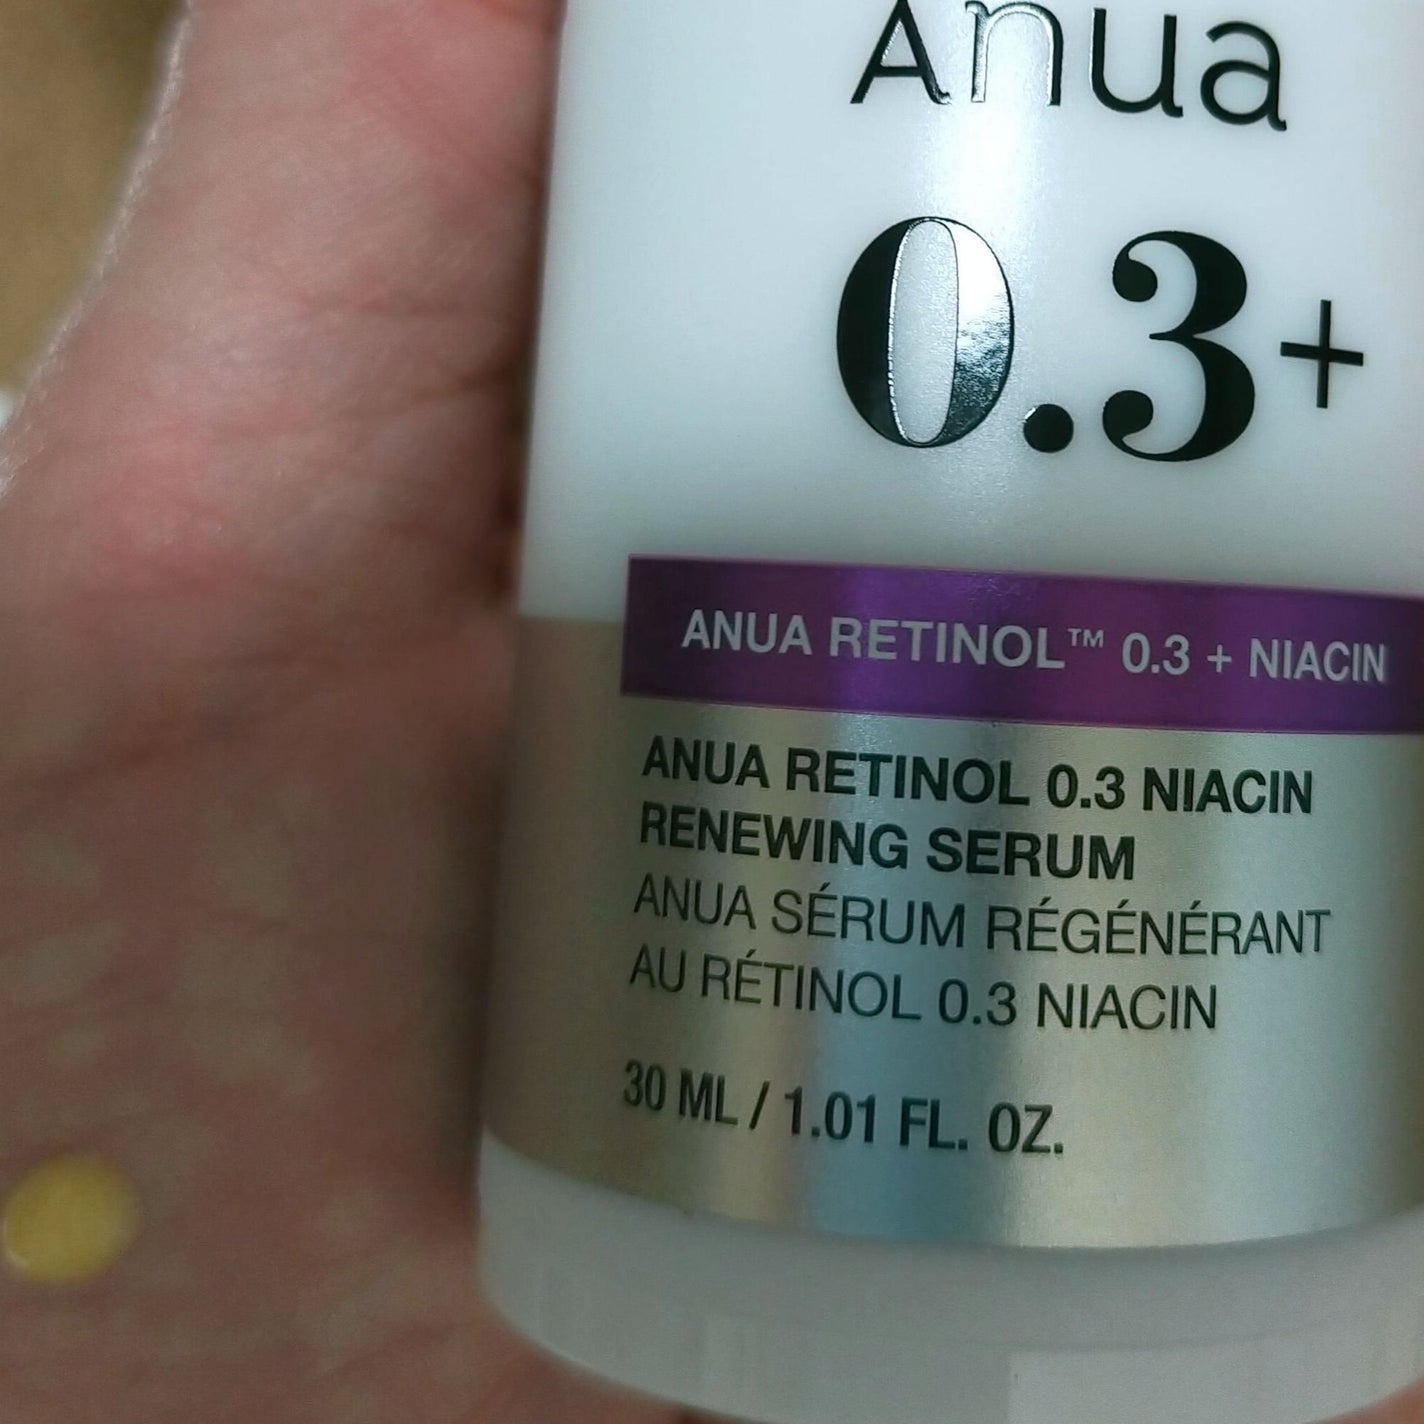 Anua
0.3+
ANUA RETINOL™ 0.3 + NIACIN
ANUA RETINOL 0.3 NIACIN
RENEWING SERUM
ANUA SÉRUM RÉGÉNÉRANT
AU RÉTINOL 0.3 NIACIN
30 ML / 1.01 FL. OZ.